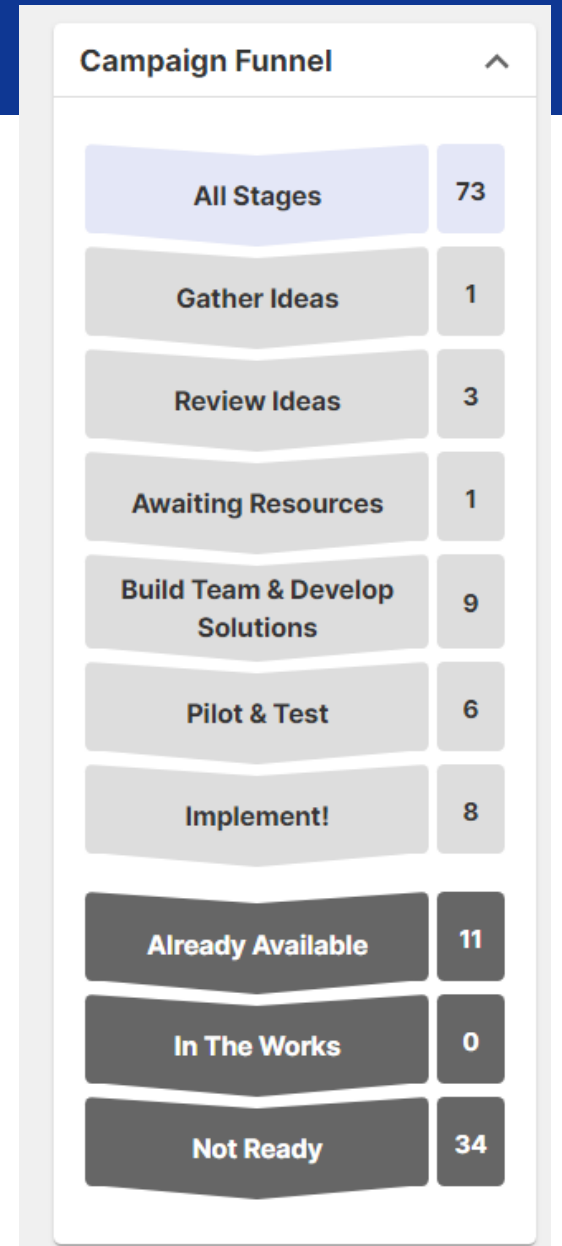 Campaign Funnel
All Stages 73
Gather Ideas 1
Review Ideas 3
Awaiting Resources 1
Build Team & Develop
Solutions 9
Pilot & Test 6
Implement! 8
Already Available 11
In The Works 0
Not Ready 34